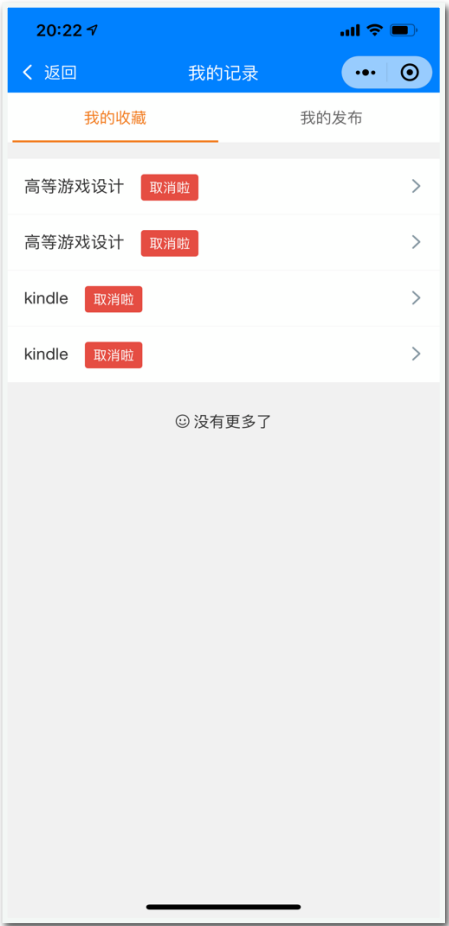 20:22
返回 我的记录
我的收藏 我的发布
高等游戏设计 取消啦
高等游戏设计 取消啦
kindle 取消啦
kindle 取消啦
没有更多了